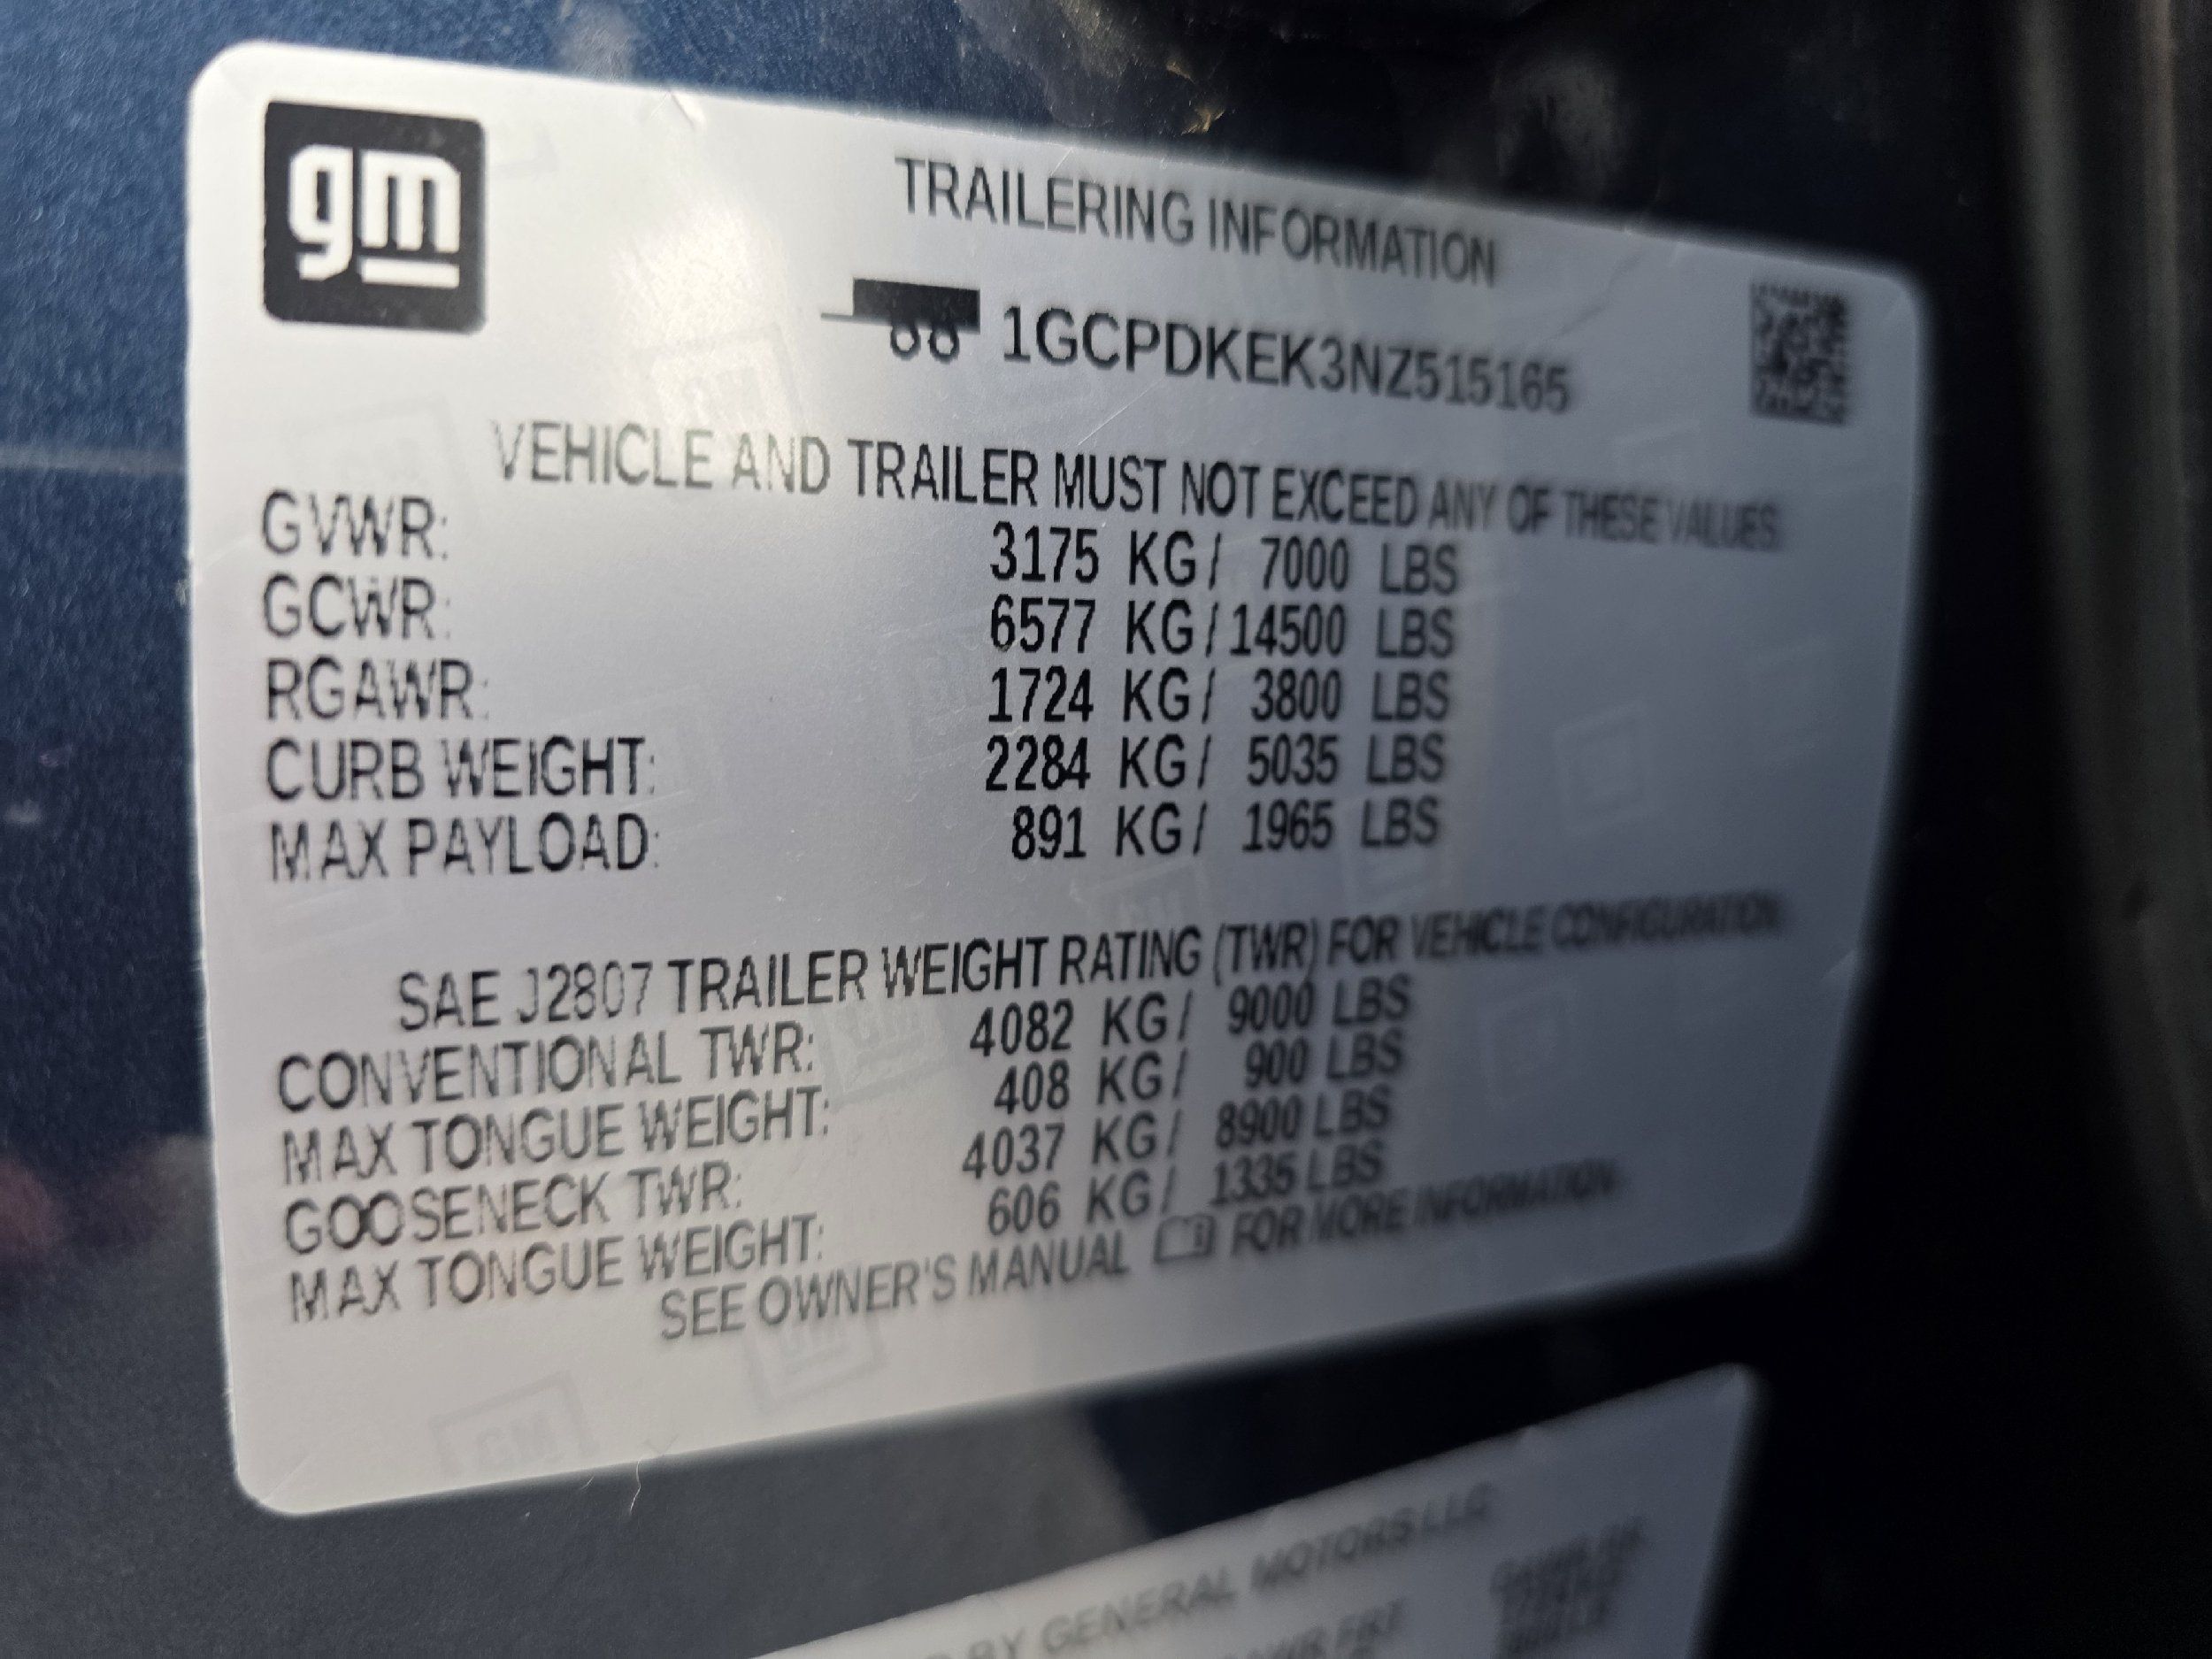 gm
TRAILERING INFORMATION
1GCPDKEK3NZ515165
VEHICLE AND TRAILER MUST NOT EXCEED ANY OF THESE VALUES.
GVWR: 3175 KG/ 7000 LBS
GCWR: 6577 KG/14500 LBS
RGAWR: 1724 KG/ 3800 LBS
CURB WEIGHT: 2284 KG/ 5035 LBS
MAX PAYLOAD: 891 KG/ 1965 LBS
SAE J2807 TRAILER WEIGHT RATING (TWR) FOR VEHICLE CONFIGURATION.
CONVENTIONAL TWR: 4082 KG/ 9000 LBS
MAX TONGUE WEIGHT: 408 KG/ 900 LBS
GOOSENECK TWR: 4037 KG/ 8900 LBS
MAX TONGUE WEIGHT: 606 KG/ 1335 LBS
SEE OWNER'S MANUAL FOR MORE INFORMATION.
BY GENERAL MOTORS LLC
FRT